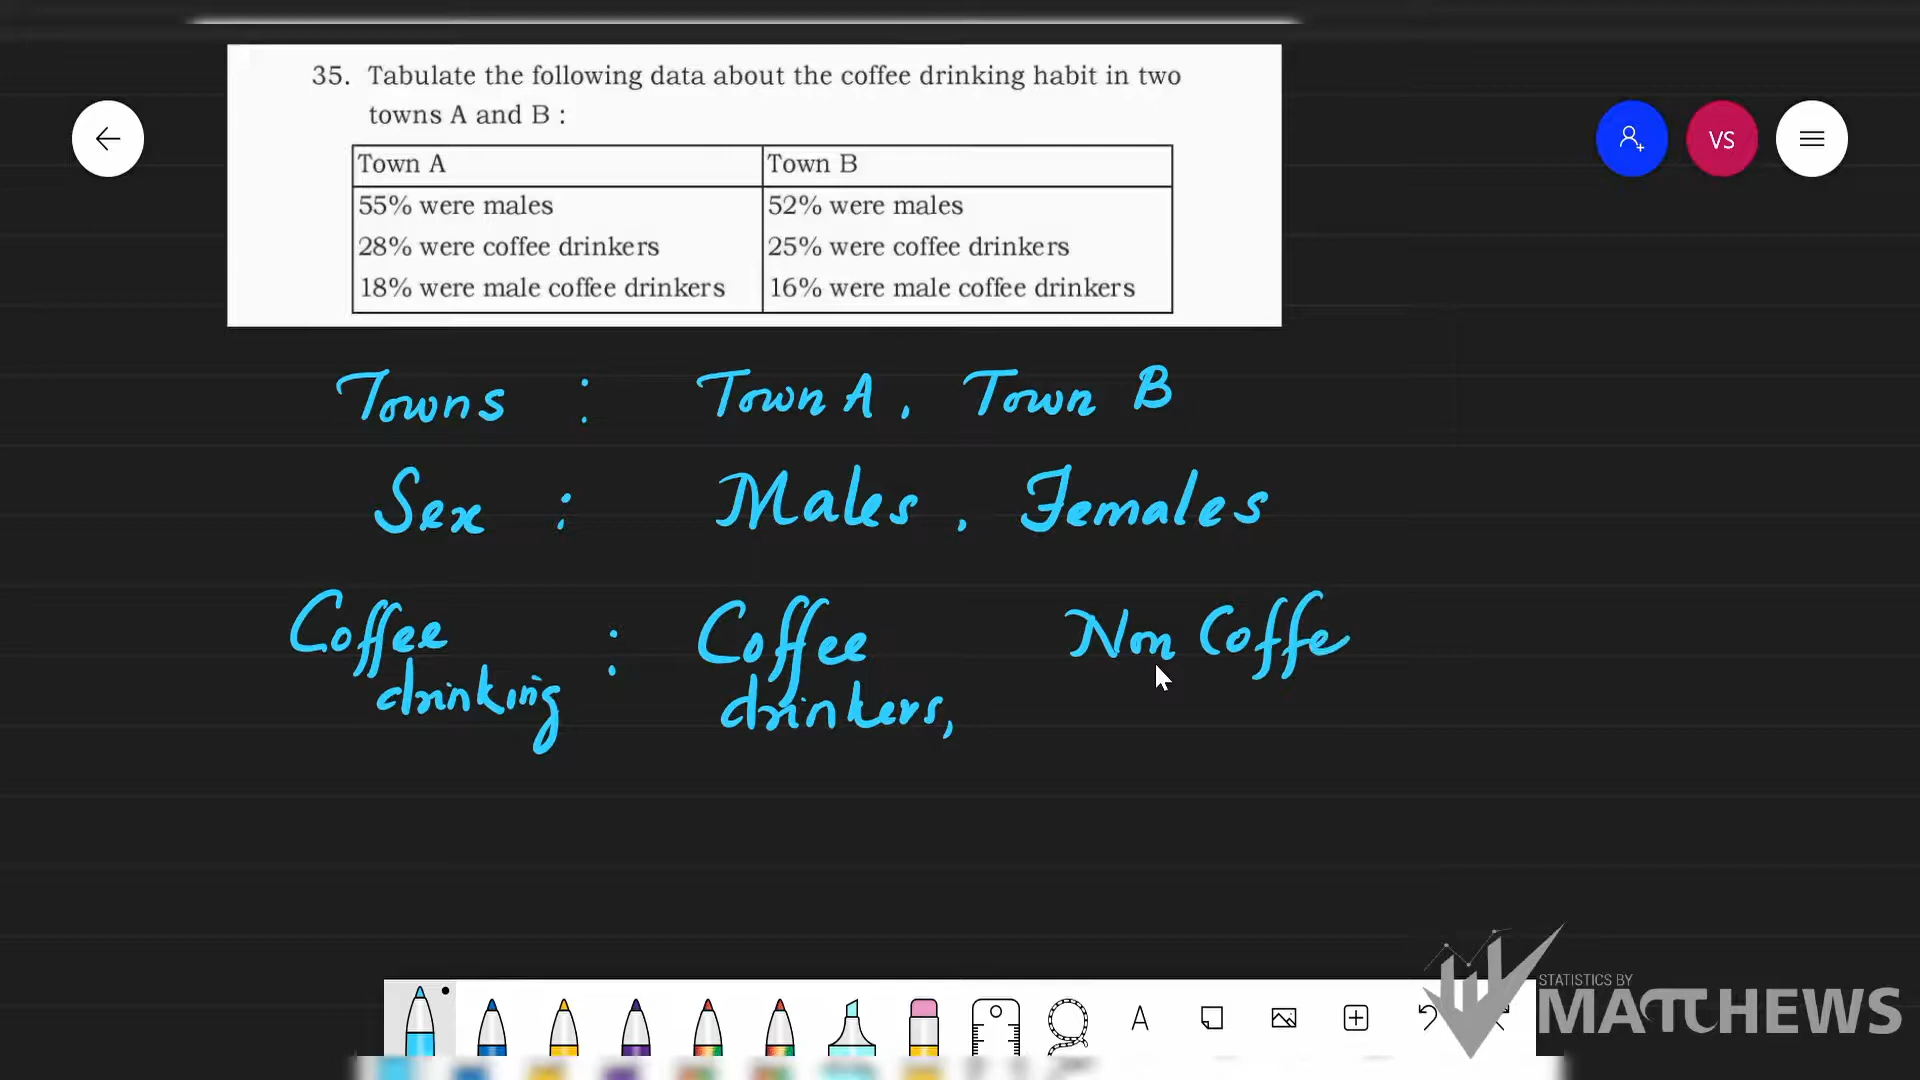 35. Tabulate the following data about the coffee drinking habit in two
towns A and B :
Town A Town B
55% were males 52% were males
28% were coffee drinkers 25% were coffee drinkers
18% were male coffee drinkers 16% were male coffee drinkers
VS
Towns : Town A, Town B
Sex : Males, Females
Coffee : Coffee Non Coffe
drinking drinkers,
A
STATISTICS BY
MATTHEWS